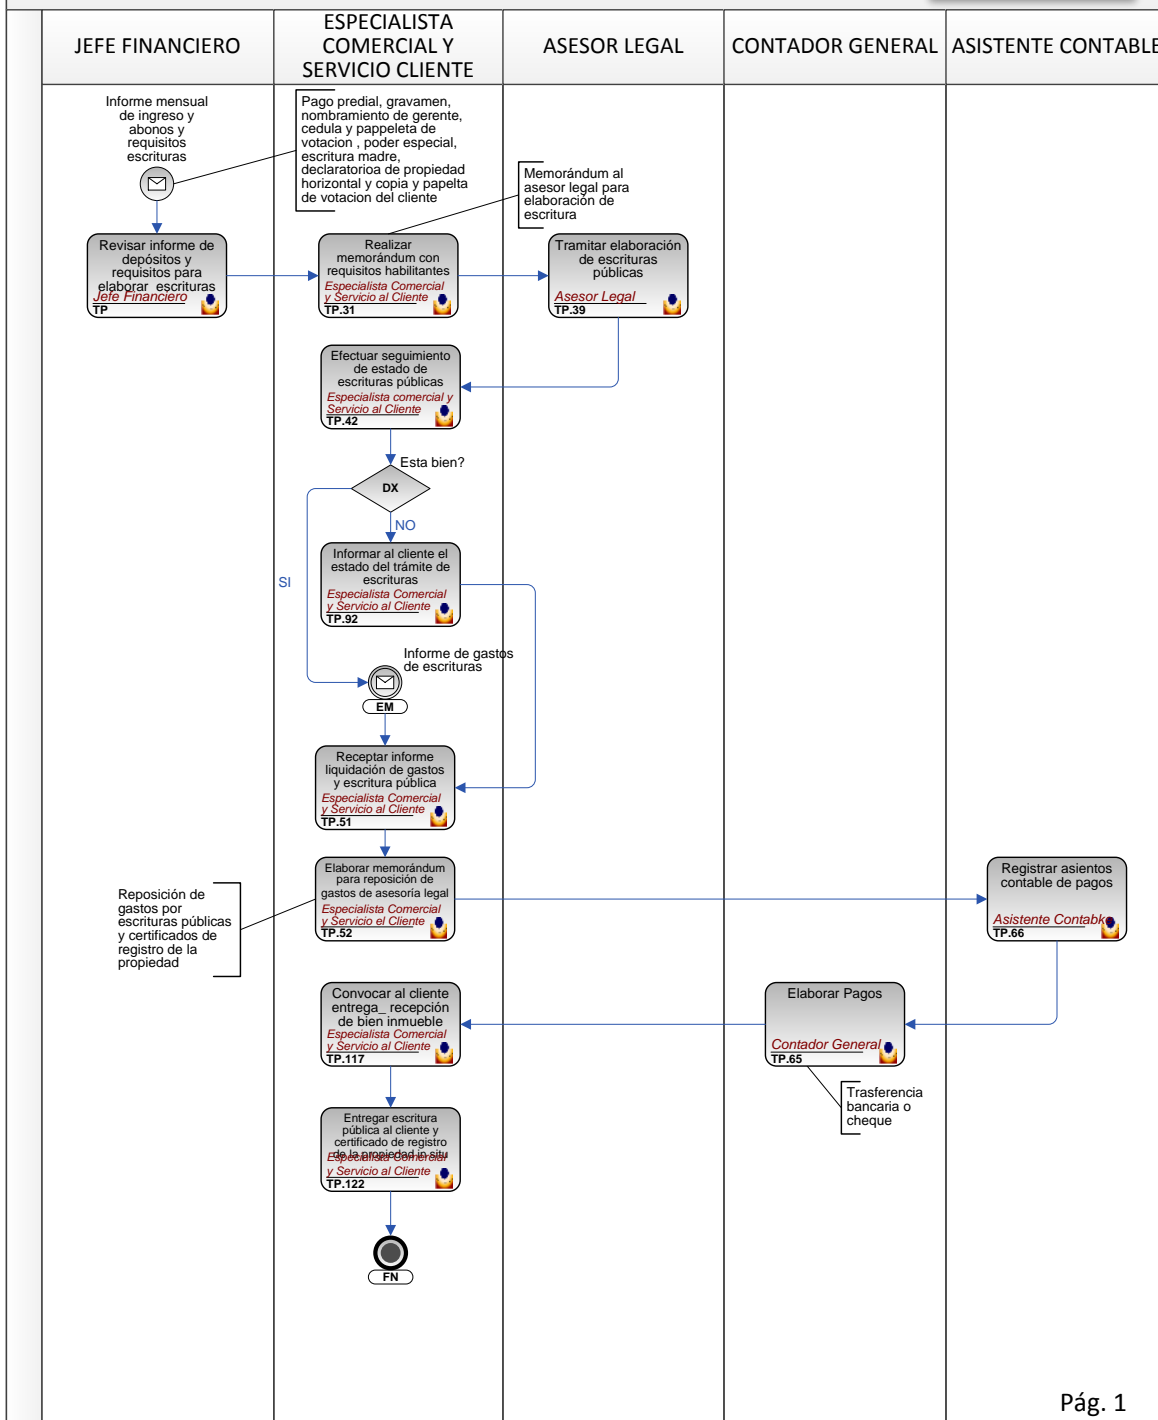 JEFE FINANCIERO
ESPECIALISTA
COMERCIAL Y
SERVICIO CLIENTE
ASESOR LEGAL
CONTADOR GENERAL
ASISTENTE CONTABLE
Informe mensual
de ingreso y
abonos y
requisitos
escrituras
Pago predial, gravamen,
nombramiento de gerente,
cedula y pappeleta de
votacion , poder especial,
escritura madre,
declaratorioa de propiedad
horizontal y copia y papelta
de votacion del cliente
Memorándum al
asesor legal para
elaboración de
escritura
Revisar informe de
depósitos y
requisitos para
elaborar escrituras
Jefe Financiero
TP
Realizar
memorándum con
requisitos habilitantes
Especialista Comercial
y Servicio al Cliente
TP.31
Tramitar elaboración
de escrituras
públicas
Asesor Legal
TP.39
Efectuar seguimiento
de estado de
escrituras públicas
Especialista comercial y
Servicio al Cliente
TP.42
Esta bien?
DX
NO
SI
Informar al cliente el
estado del trámite de
escrituras
Especialista Comercial
y Servicio al Cliente
TP.92
Informe de gastos
de escrituras
EM
Receptar informe
liquidación de gastos
y escritura pública
Especialista Comercial
y Servicio al Cliente
TP.51
Elaborar memorándum
para reposición de
gastos de asesoría legal
Especialista Comercial
y Servicio el Cliente
TP.52
Reposición de
gastos por
escrituras públicas
y certificados de
registro de la
propiedad
Registrar asientos
contable de pagos
Asistente Contabke
TP.66
Convocar al cliente
entrega_ recepción
de bien inmueble
Especialista Comercial
y Servicio al Cliente
TP.117
Elaborar Pagos
Contador General
TP.65
Trasferencia
bancaria o
cheque
Entregar escritura
pública al cliente y
certificado de registro
de la propiedad in situ
Especialista Comercial
y Servicio al Cliente
TP.122
FN
Pág. 1